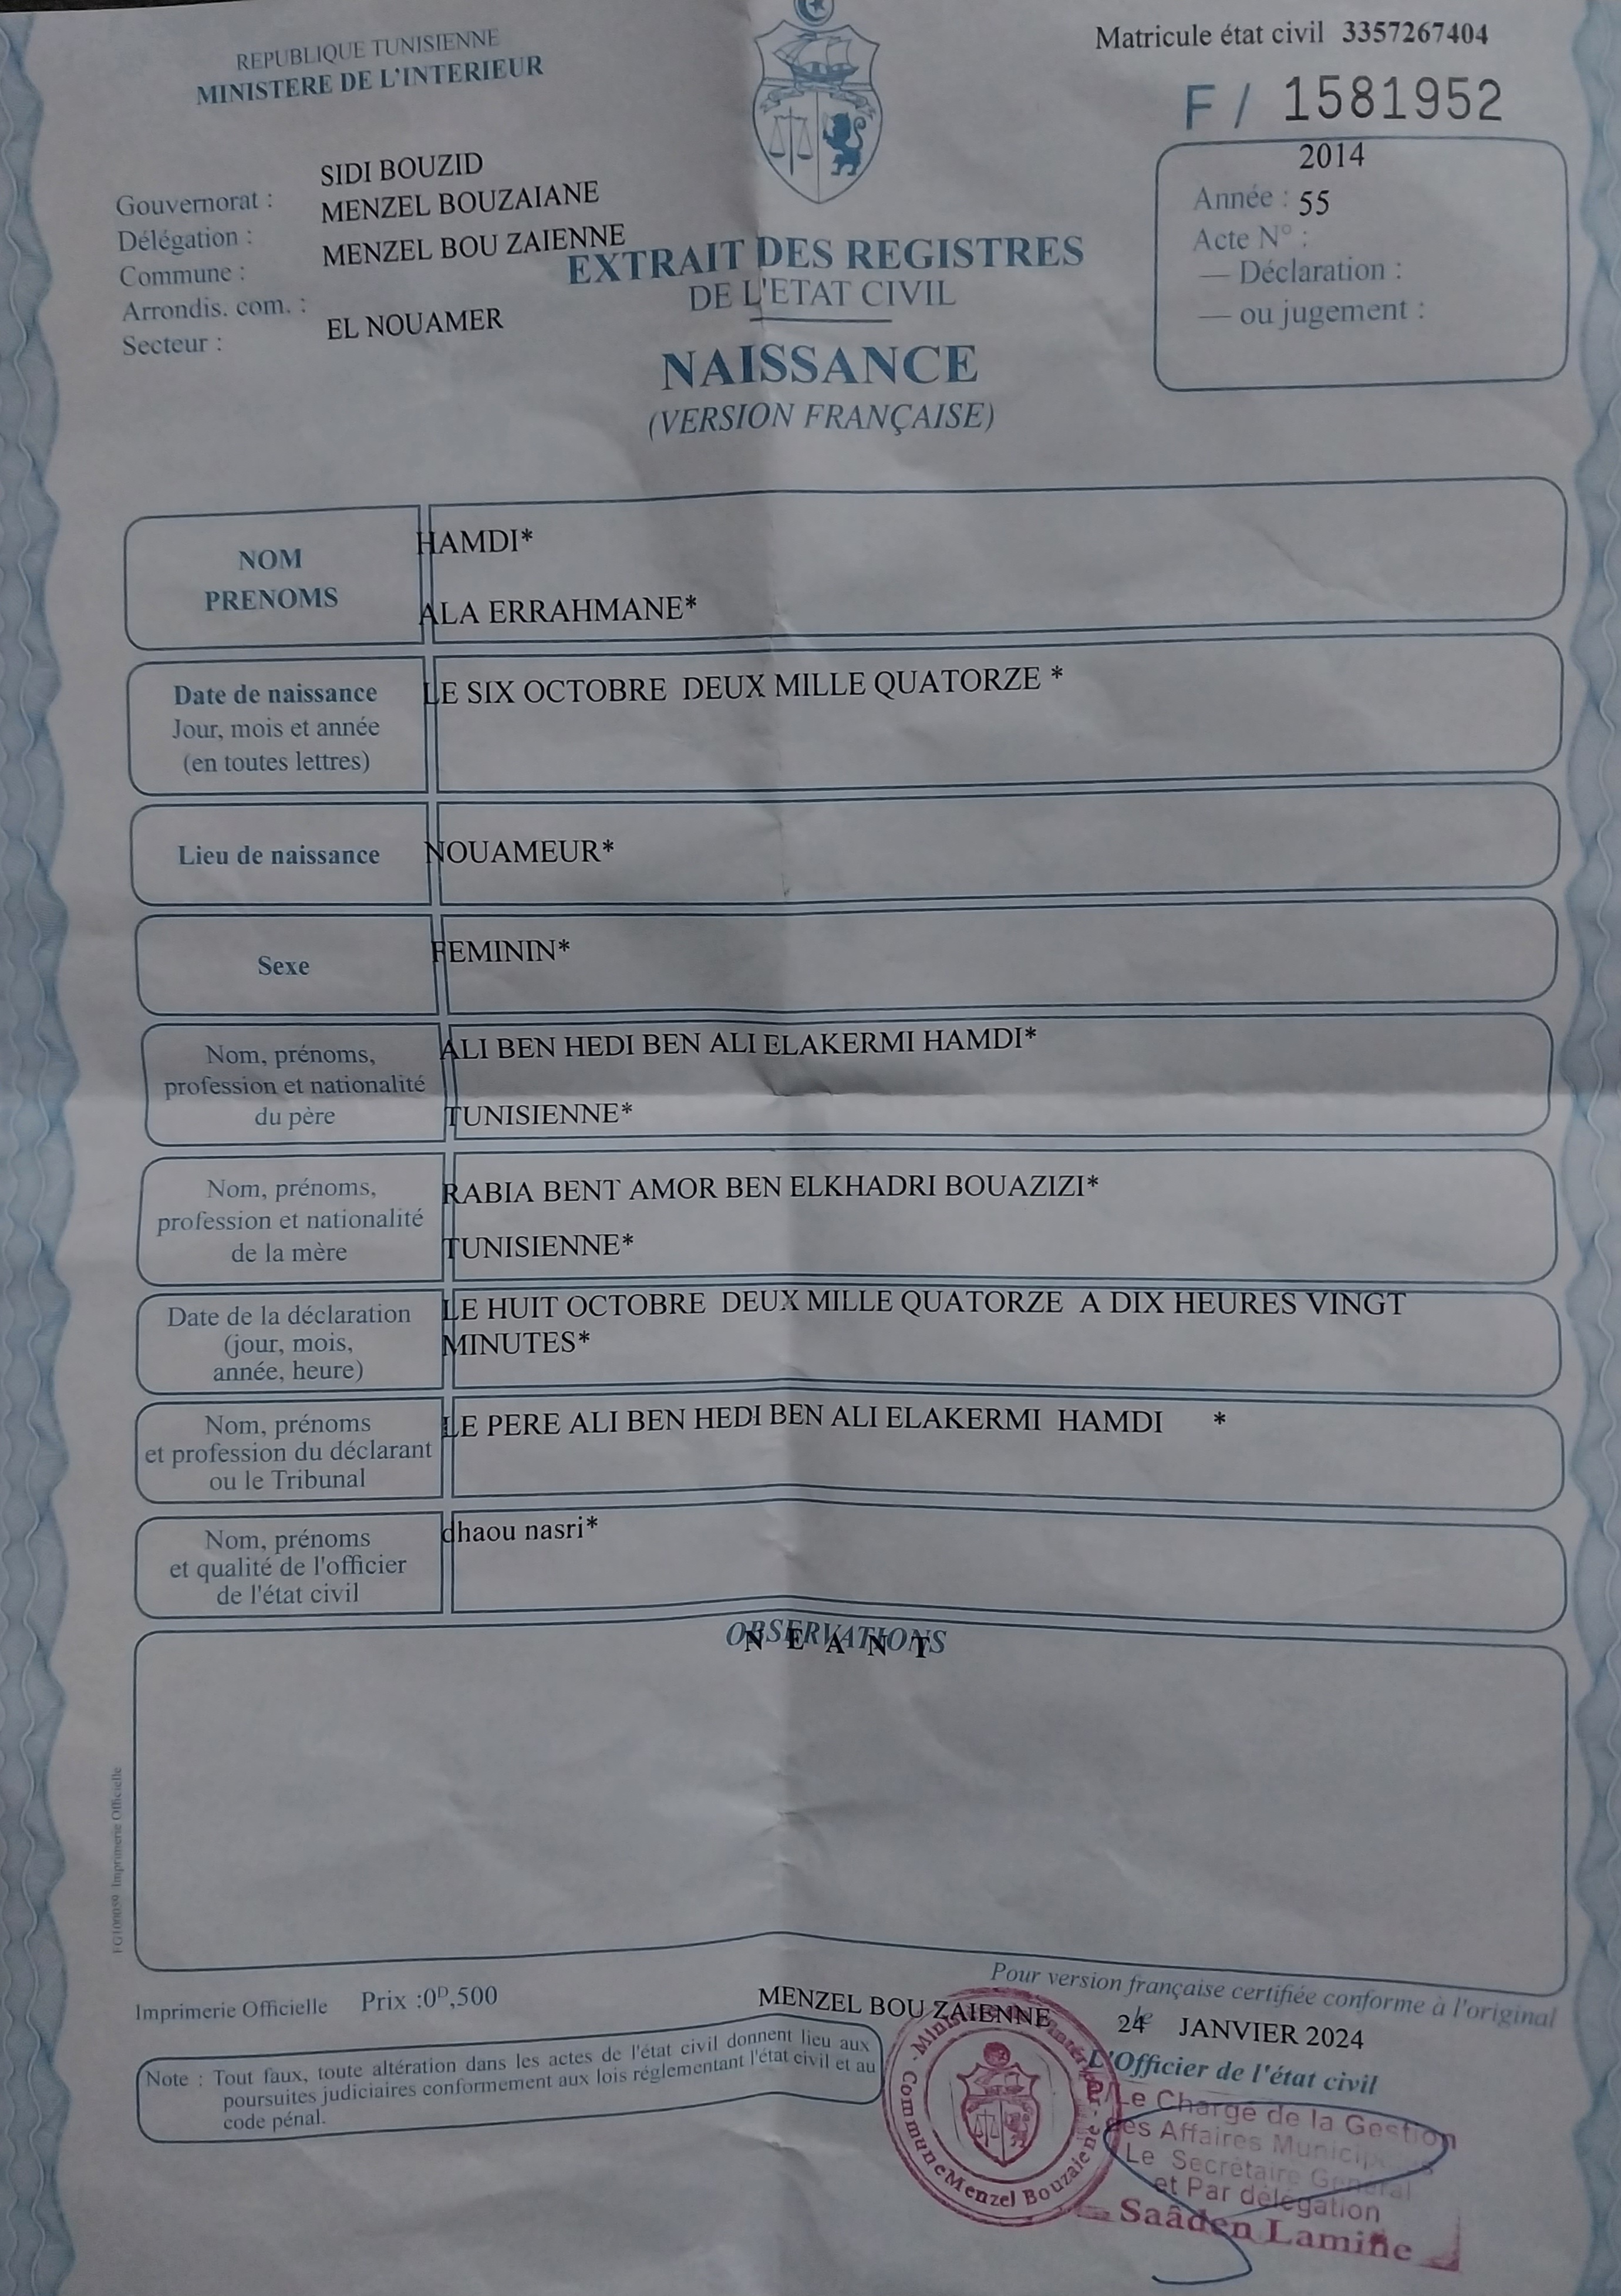 REPUBLIQUE TUNISIENNE
MINISTERE DE L'INTERIEUR
Matricule état civil 3357267404
F / 1581952
Gouvernorat : SIDI BOUZID
Délégation : MENZEL BOUZAIANE
Commune : MENZEL BOU ZAIENNE
Arrondis. com. :
Secteur : EL NOUAMER
2014
Année : 55
Acte N° :
— Déclaration :
— ou jugement :
EXTRAIT DES REGISTRES
DE L'ETAT CIVIL
NAISSANCE
(VERSION FRANÇAISE)
NOM
PRENOMS
HAMDI*
ALA ERRAHMANE*
Date de naissance
Jour, mois et année
(en toutes lettres)
LE SIX OCTOBRE DEUX MILLE QUATORZE *
Lieu de naissance
NOUAMEUR*
Sexe
FEMININ*
Nom, prénoms,
profession et nationalité
du père
ALI BEN HEDI BEN ALI ELAKERMI HAMDI*
TUNISIENNE*
Nom, prénoms,
profession et nationalité
de la mère
RABIA BENT AMOR BEN ELKHADRI BOUAZIZI*
TUNISIENNE*
Date de la déclaration
(jour, mois,
année, heure)
LE HUIT OCTOBRE DEUX MILLE QUATORZE A DIX HEURES VINGT
MINUTES*
Nom, prénoms
et profession du déclarant
ou le Tribunal
LE PERE ALI BEN HEDI BEN ALI ELAKERMI HAMDI *
Nom, prénoms
et qualité de l'officier
de l'état civil
dhaou nasri*
OBSERVATIONS
N E A N T
FG100059 Imprimerie Officielle
Imprimerie Officielle Prix :0D,500
Pour version française certifiée conforme à l'original
MENZEL BOU ZAIENNE le 24 JANVIER 2024
L'Officier de l'état civil
Note : Tout faux, toute altération dans les actes de l'état civil donnent lieu aux
poursuites judiciaires conformement aux lois réglementant l'état civil et au
code pénal.
Commune Menzel Bouzaiene
P/Le Chargé de la Gestion
des Affaires Municipales
Le Secrétaire Général
et Par délégation
Saâden Lamine